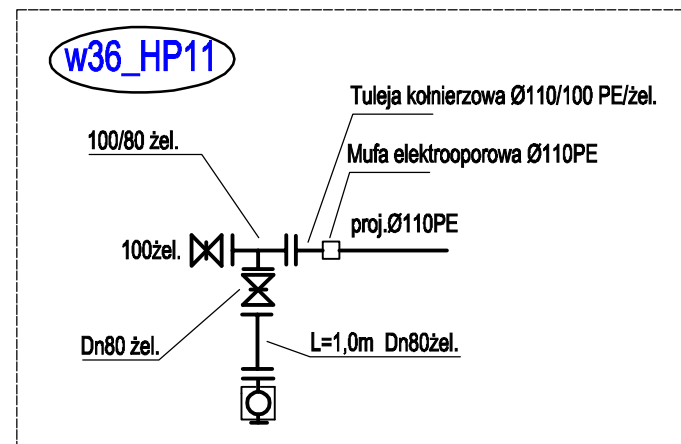 w36_HP11
Tuleja kołnierzowa Ø110/100 PE/żel.
100/80 żel.
Mufa elektrooporowa Ø110PE
proj.Ø110PE
100żel.
Dn80 żel.
L=1,0m Dn80żel.